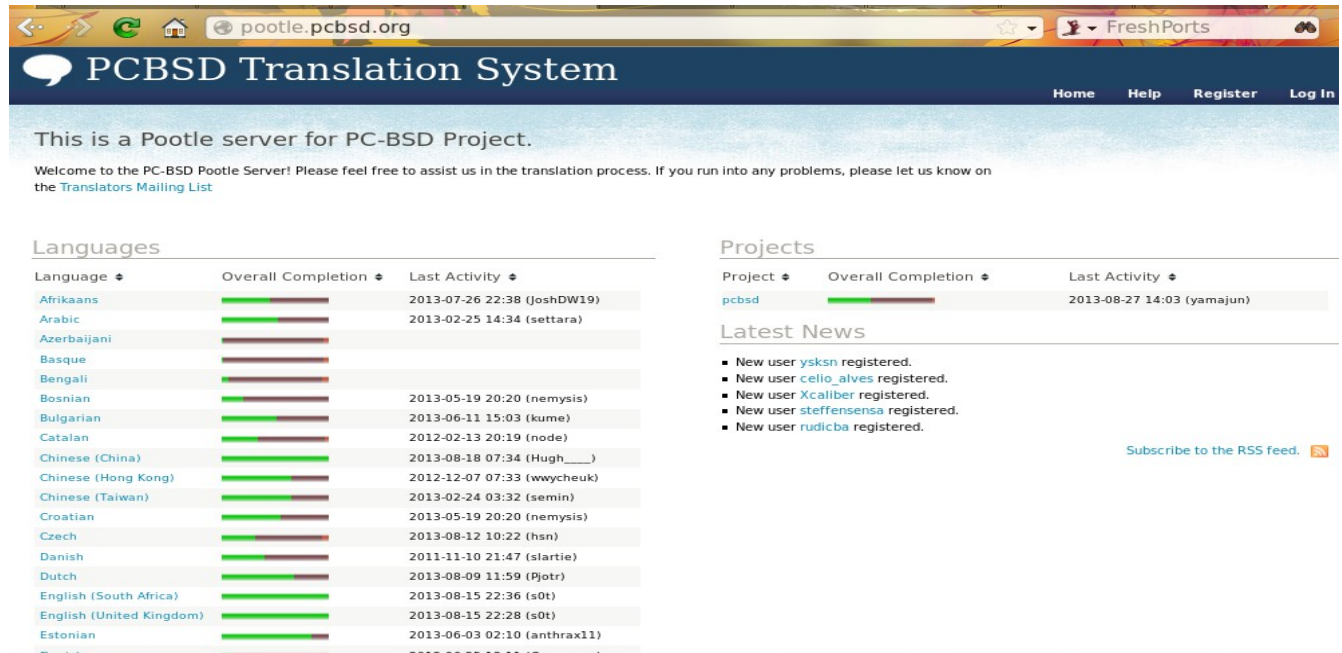 pootle.pcbsd.org
FreshPorts
PCBSD Translation System
Home Help Register Log In
This is a Pootle server for PC-BSD Project.
Welcome to the PC-BSD Pootle Server! Please feel free to assist us in the translation process. If you run into any problems, please let us know on
the Translators Mailing List
Languages
Language Overall Completion Last Activity
Afrikaans 2013-07-26 22:38 (JoshDW19)
Arabic 2013-02-25 14:34 (settara)
Azerbaijani
Basque
Bengali
Bosnian 2013-05-19 20:20 (nemysis)
Bulgarian 2013-06-11 15:03 (kume)
Catalan 2012-02-13 20:19 (node)
Chinese (China) 2013-08-18 07:34 (Hugh____)
Chinese (Hong Kong) 2012-12-07 07:33 (wwycheuk)
Chinese (Taiwan) 2013-02-24 03:32 (semin)
Croatian 2013-05-19 20:20 (nemysis)
Czech 2013-08-12 10:22 (hsn)
Danish 2011-11-10 21:47 (slartie)
Dutch 2013-08-09 11:59 (Pjotr)
English (South Africa) 2013-08-15 22:36 (s0t)
English (United Kingdom) 2013-08-15 22:28 (s0t)
Estonian 2013-06-03 02:10 (anthrax11)
Projects
Project Overall Completion Last Activity
pcbsd 2013-08-27 14:03 (yamajun)
Latest News
New user ysksn registered.
New user celio_alves registered.
New user Xcaliber registered.
New user steffensensa registered.
New user rudicba registered.
Subscribe to the RSS feed.